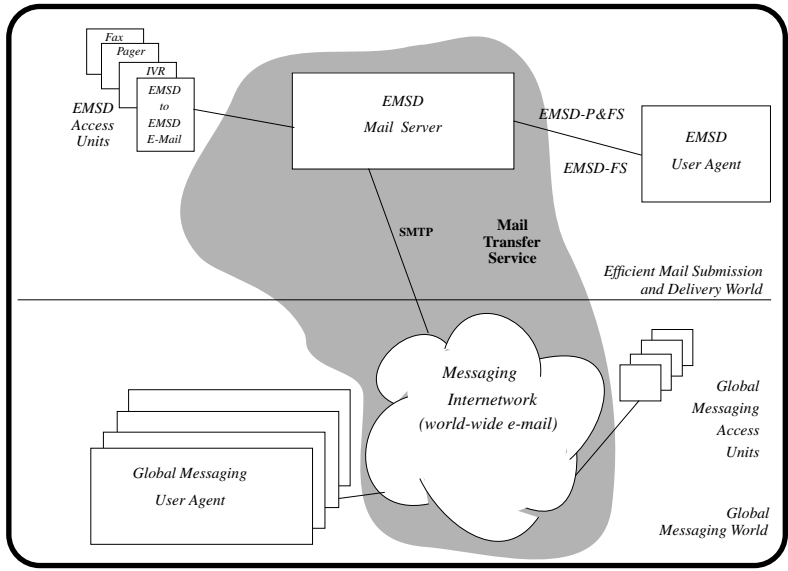 Fax
Pager
IVR
EMSD
to
EMSD
E-Mail
EMSD
Access
Units
EMSD
Mail Server
EMSD-P&FS
EMSD-FS
EMSD
User Agent
SMTP
Mail
Transfer
Service
Efficient Mail Submission
and Delivery World
Messaging
Internetwork
(world-wide e-mail)
Global
Messaging
Access
Units
Global Messaging
User Agent
Global
Messaging World